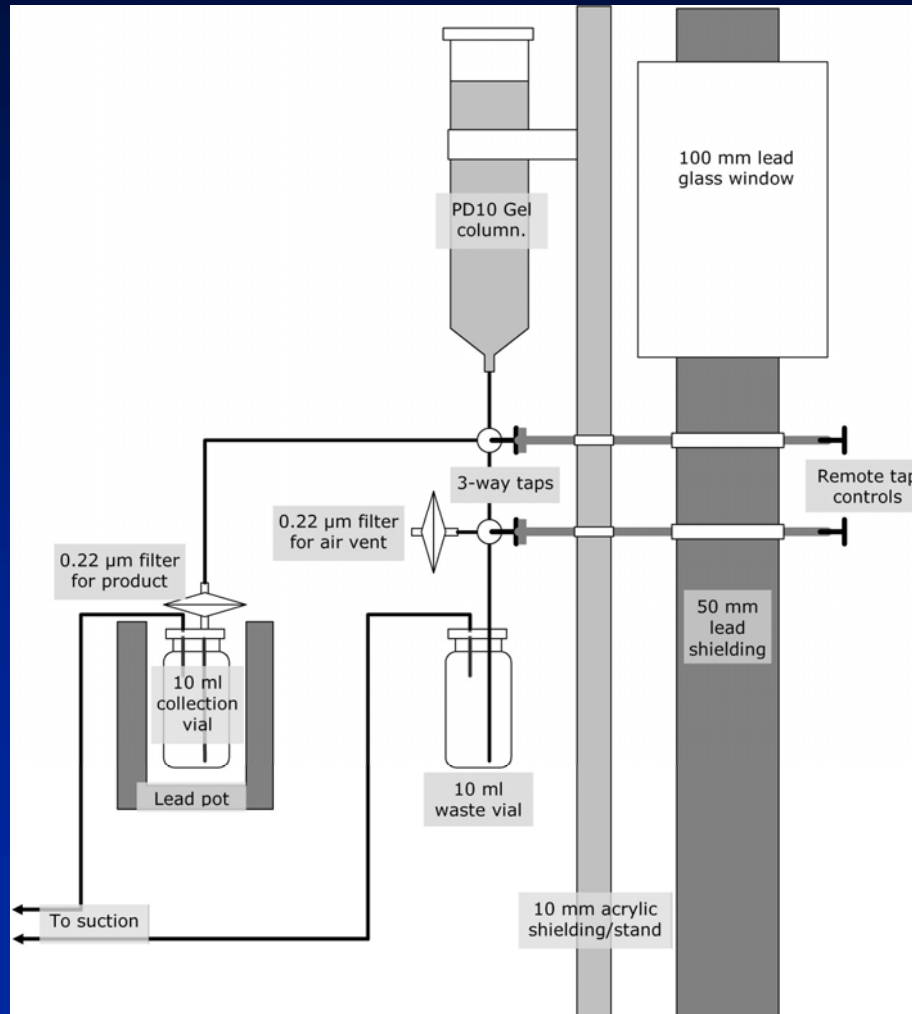 100 mm lead
glass window
PD10 Gel
column.
3-way taps
Remote tap
controls
0.22 µm filter
for air vent
0.22 µm filter
for product
50 mm
lead
shielding
10 ml
collection
vial
Lead pot
10 ml
waste vial
To suction
10 mm acrylic
shielding/stand